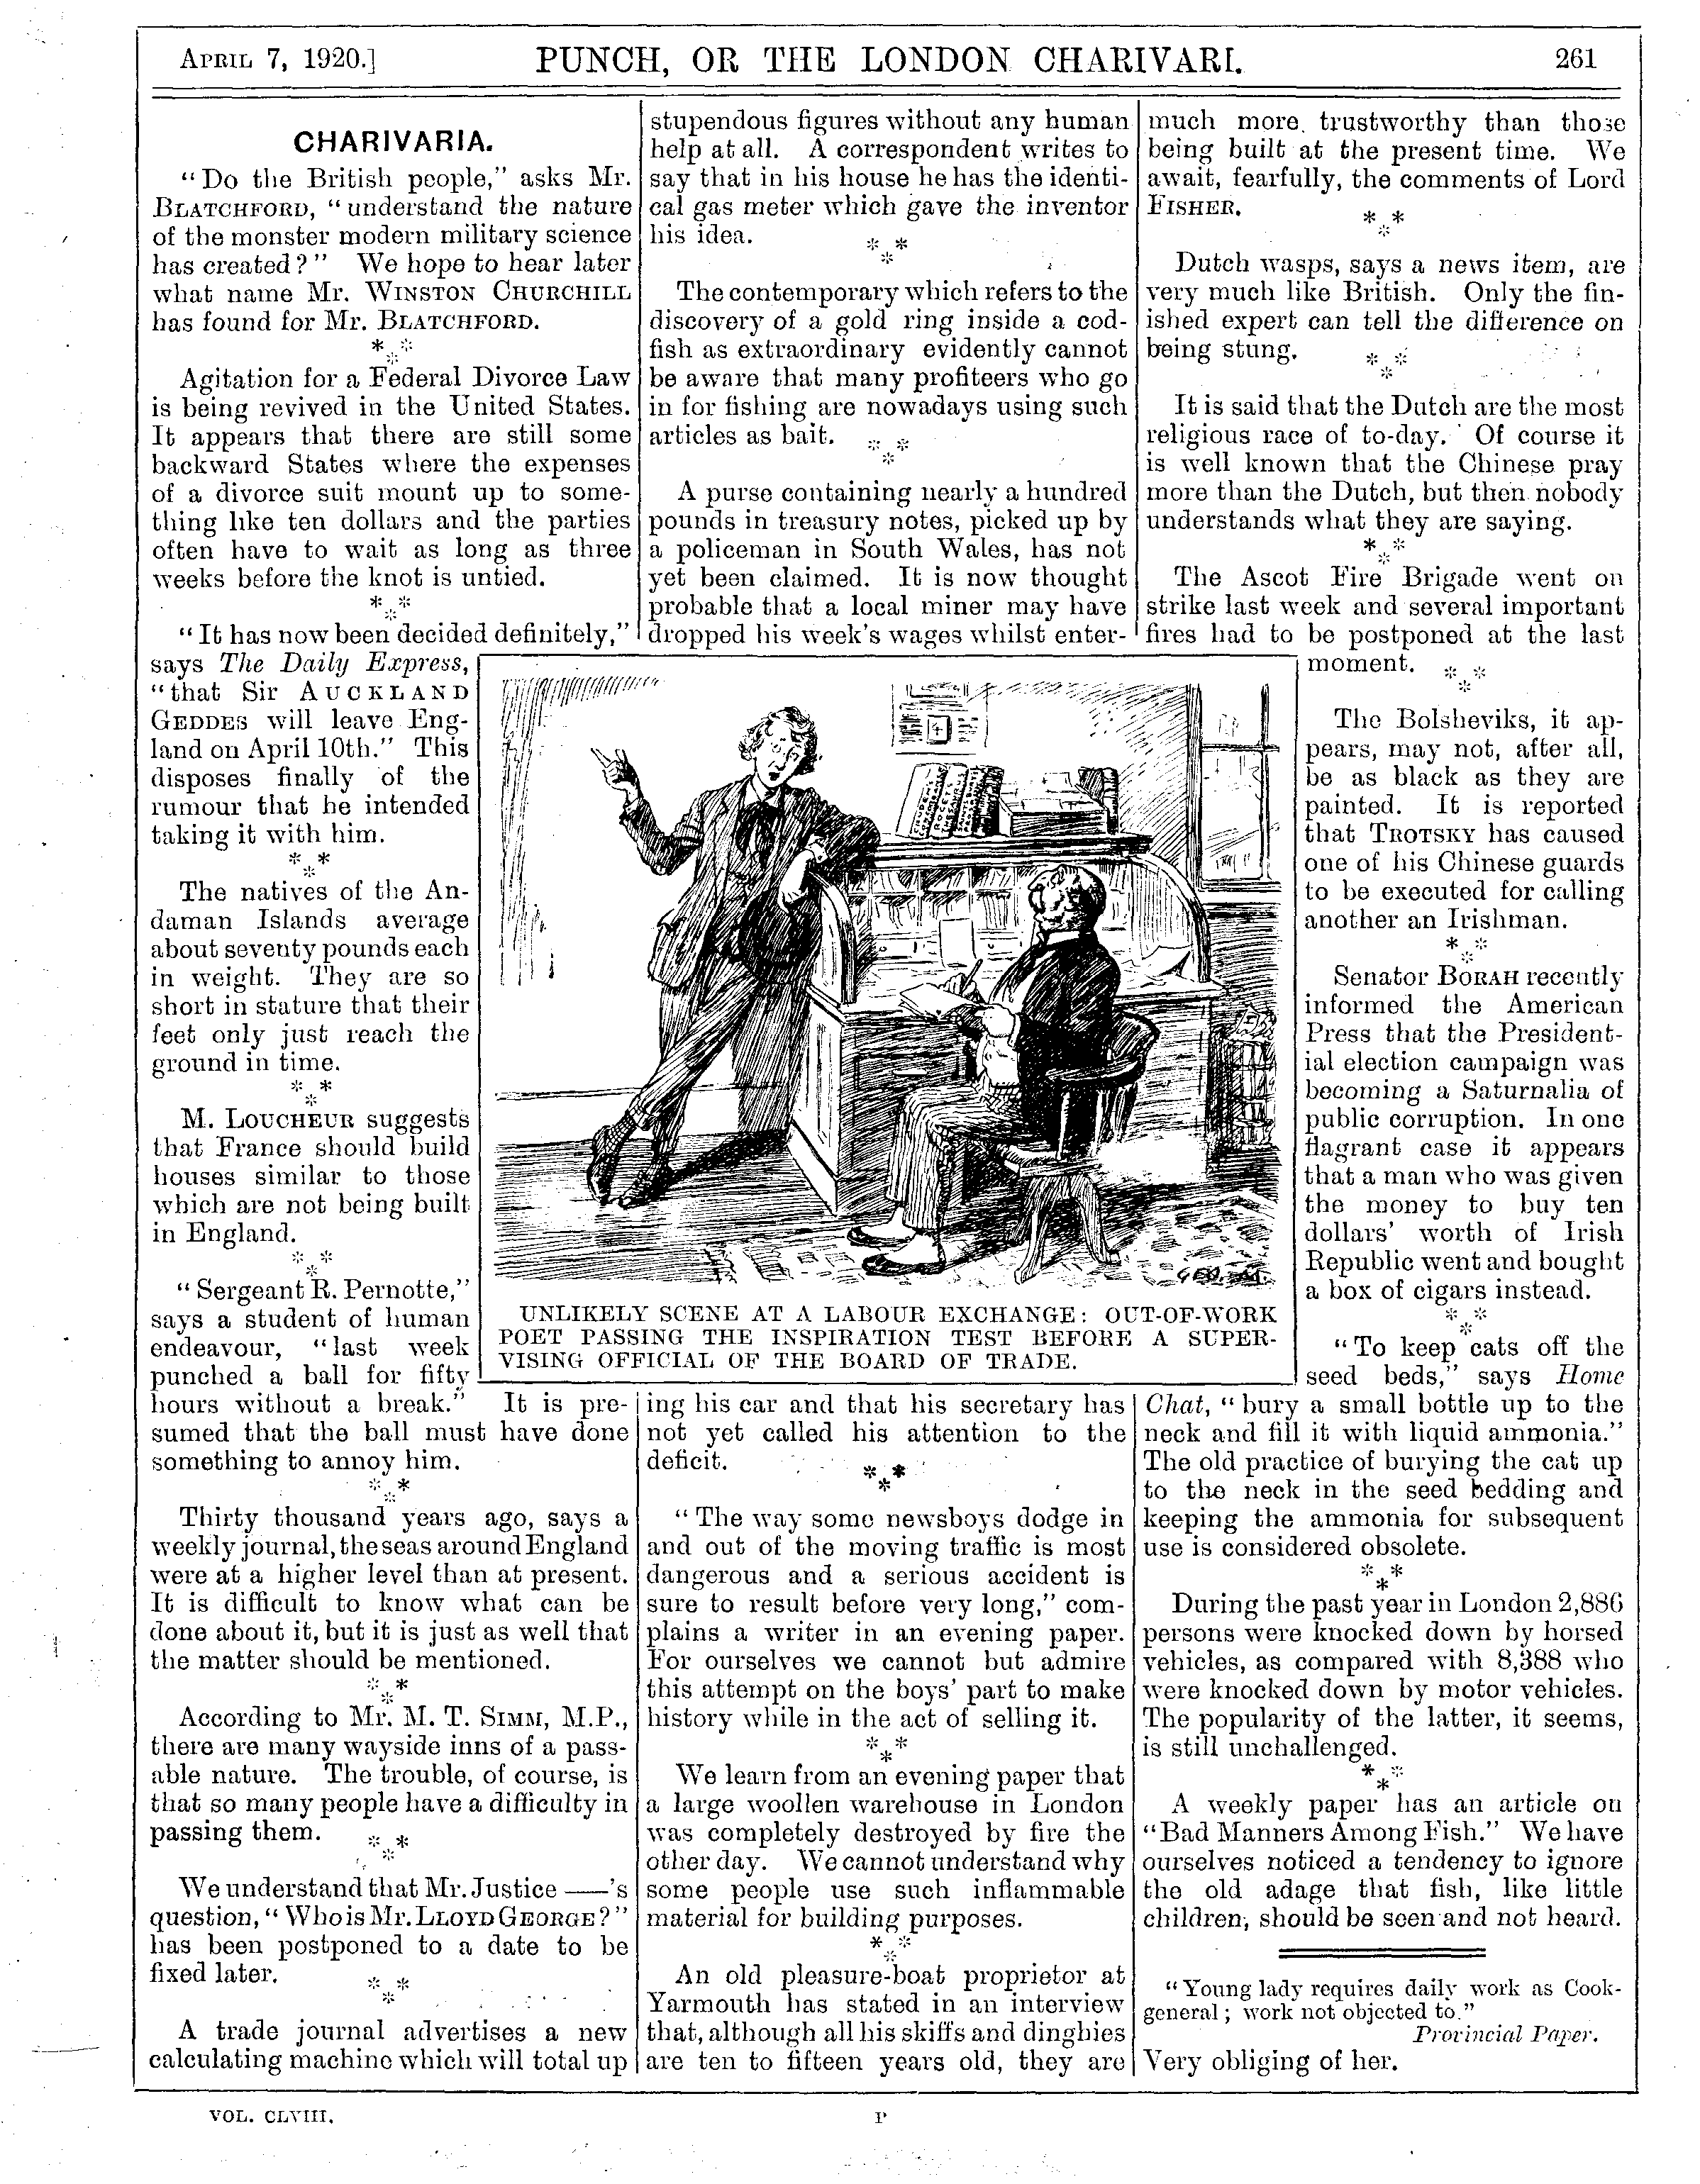 APRIL 7, 1920.]
PUNCH, OR THE LONDON CHARIVARI.
261
CHARIVARIA.
"Do the British people," asks Mr.
BLATCHFORD, "understand the nature
of the monster modern military science
has created?" We hope to hear later
what name Mr. WINSTON CHURCHILL
has found for Mr. BLATCHFORD.
* *
*
Agitation for a Federal Divorce Law
is being revived in the United States.
It appears that there are still some
backward States where the expenses
of a divorce suit mount up to some-
thing like ten dollars and the parties
often have to wait as long as three
weeks before the knot is untied.
* *
*
"It has now been decided definitely,"
says The Daily Express,
"that Sir AUCKLAND
GEDDES will leave Eng-
land on April 10th." This
disposes finally of the
rumour that he intended
taking it with him.
* *
*
The natives of the An-
daman Islands average
about seventy pounds each
in weight. They are so
short in stature that their
feet only just reach the
ground in time.
* *
*
M. LOUCHEUR suggests
that France should build
houses similar to those
which are not being built
in England.
* *
*
"Sergeant R. Pernotte,"
says a student of human
endeavour, "last week
punched a ball for fifty
hours without a break." It is pre-
sumed that the ball must have done
something to annoy him.
* *
*
Thirty thousand years ago, says a
weekly journal, the seas around England
were at a higher level than at present.
It is difficult to know what can be
done about it, but it is just as well that
the matter should be mentioned.
* *
*
According to Mr. M. T. SIMM, M.P.,
there are many wayside inns of a pass-
able nature. The trouble, of course, is
that so many people have a difficulty in
passing them.
* *
*
We understand that Mr. Justice ——'s
question, "Who is Mr. LLOYD GEORGE?"
has been postponed to a date to be
fixed later.
* *
*
A trade journal advertises a new
calculating machine which will total up
stupendous figures without any human
help at all. A correspondent writes to
say that in his house he has the identi-
cal gas meter which gave the inventor
his idea.
* *
*
The contemporary which refers to the
discovery of a gold ring inside a cod-
fish as extraordinary evidently cannot
be aware that many profiteers who go
in for fishing are nowadays using such
articles as bait.
* *
*
A purse containing nearly a hundred
pounds in treasury notes, picked up by
a policeman in South Wales, has not
yet been claimed. It is now thought
probable that a local miner may have
dropped his week's wages whilst enter-
GEO. M.
UNLIKELY SCENE AT A LABOUR EXCHANGE: OUT-OF-WORK
POET PASSING THE INSPIRATION TEST BEFORE A SUPER-
VISING OFFICIAL OF THE BOARD OF TRADE.
ing his car and that his secretary has
not yet called his attention to the
deficit.
* *
*
"The way some newsboys dodge in
and out of the moving traffic is most
dangerous and a serious accident is
sure to result before very long," com-
plains a writer in an evening paper.
For ourselves we cannot but admire
this attempt on the boys' part to make
history while in the act of selling it.
* *
*
We learn from an evening paper that
a large woollen warehouse in London
was completely destroyed by fire the
other day. We cannot understand why
some people use such inflammable
material for building purposes.
* *
*
An old pleasure-boat proprietor at
Yarmouth has stated in an interview
that, although all his skiffs and dinghies
are ten to fifteen years old, they are
much more trustworthy than those
being built at the present time. We
await, fearfully, the comments of Lord
FISHER.
* *
*
Dutch wasps, says a news item, are
very much like British. Only the fin-
ished expert can tell the difference on
being stung.
* *
*
It is said that the Dutch are the most
religious race of to-day. Of course it
is well known that the Chinese pray
more than the Dutch, but then nobody
understands what they are saying.
* *
*
The Ascot Fire Brigade went on
strike last week and several important
fires had to be postponed at the last
moment.
* *
*
The Bolsheviks, it ap-
pears, may not, after all,
be as black as they are
painted. It is reported
that TROTSKY has caused
one of his Chinese guards
to be executed for calling
another an Irishman.
* *
*
Senator BORAH recently
informed the American
Press that the President-
ial election campaign was
becoming a Saturnalia of
public corruption. In one
flagrant case it appears
that a man who was given
the money to buy ten
dollars' worth of Irish
Republic went and bought
a box of cigars instead.
* *
*
"To keep cats off the
seed beds," says Home
Chat, "bury a small bottle up to the
neck and fill it with liquid ammonia."
The old practice of burying the cat up
to the neck in the seed bedding and
keeping the ammonia for subsequent
use is considered obsolete.
* *
*
During the past year in London 2,886
persons were knocked down by horsed
vehicles, as compared with 8,388 who
were knocked down by motor vehicles.
The popularity of the latter, it seems,
is still unchallenged.
* *
*
A weekly paper has an article on
"Bad Manners Among Fish." We have
ourselves noticed a tendency to ignore
the old adage that fish, like little
children, should be seen and not heard.
"Young lady requires daily work as Cook-
general; work not objected to."
Provincial Paper.
Very obliging of her.
VOL. CLVIII.
P